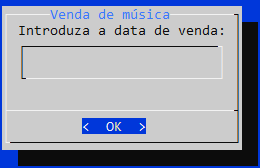 Venda de música
Introduza a data de venda:
< OK >